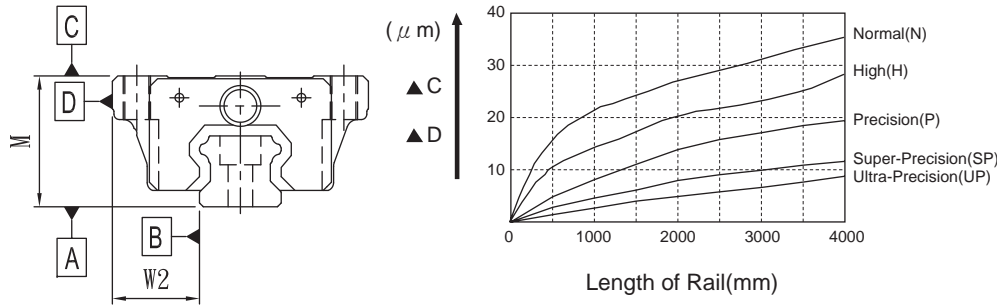 C
D
M
A
B
W2
(μm)
▲C
▲D
40
30
20
10
0
1000
2000
3000
4000
Normal(N)
High(H)
Precision(P)
Super-Precision(SP)
Ultra-Precision(UP)
Length of Rail(mm)